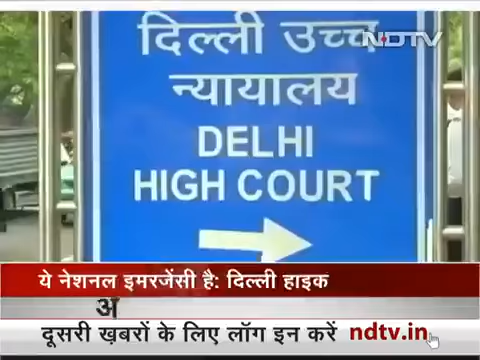 दिल्ली उच्च
NDTV
न्यायालय
DELHI
HIGH COURT
ये नेशनल इमरजेंसी है: दिल्ली हाइक
अ
दूसरी ख़बरों के लिए लॉग इन करें ndtv.in